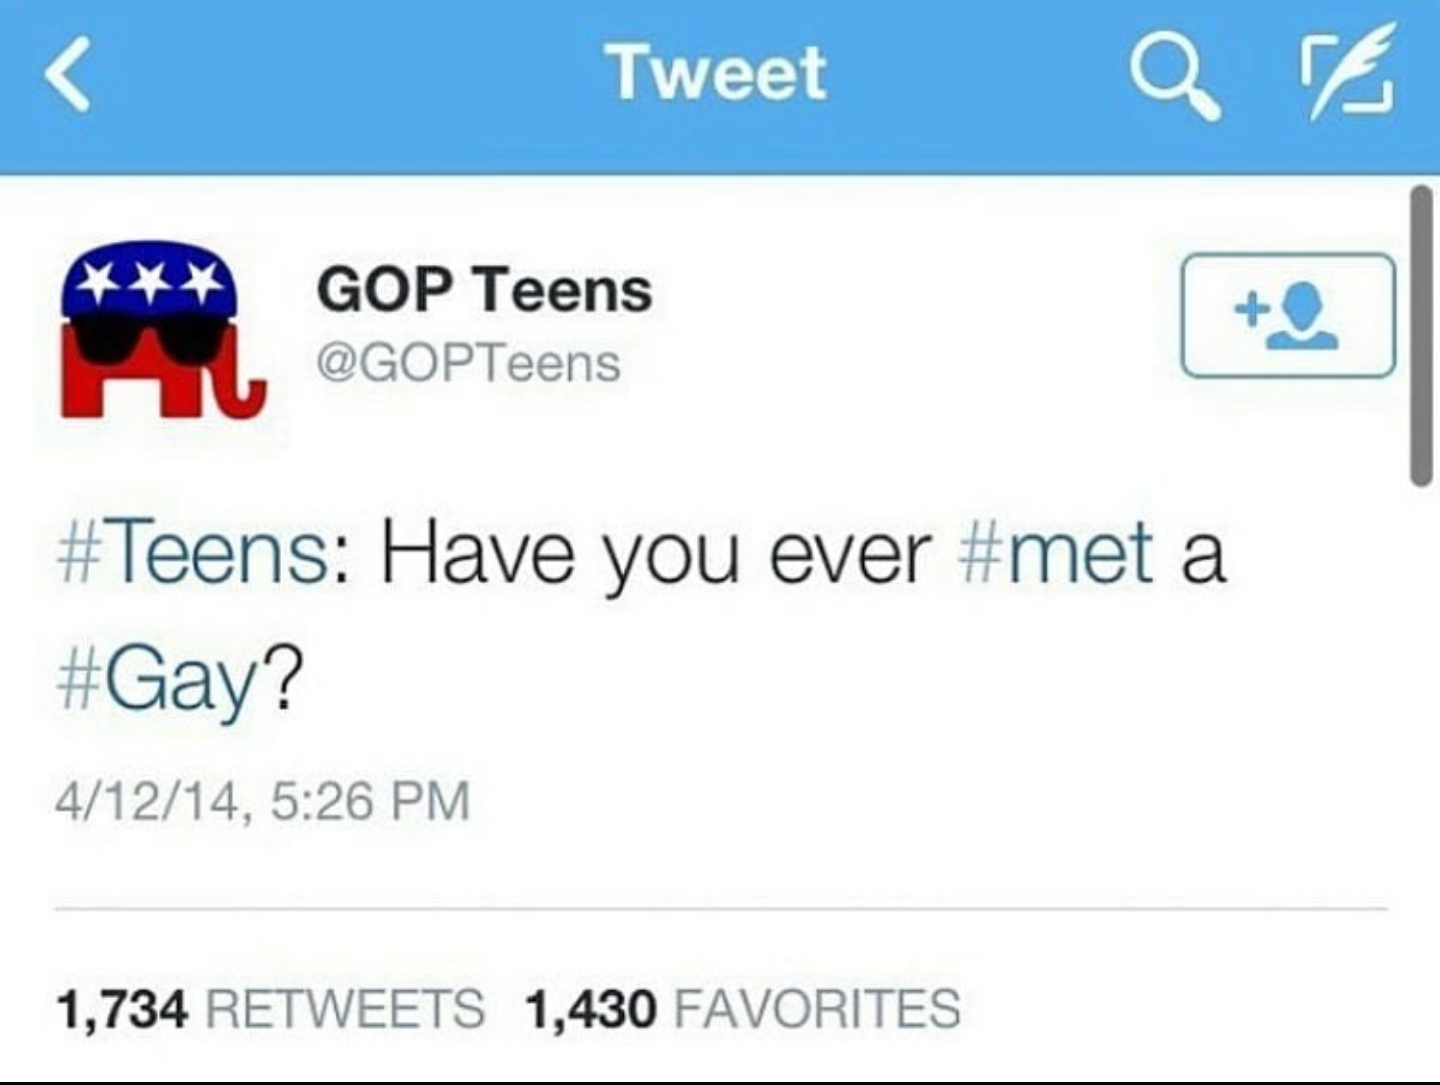 Tweet
GOP Teens
@GOPTeens
#Teens: Have you ever #met a
#Gay?
4/12/14, 5:26 PM
1,734 RETWEETS 1,430 FAVORITES